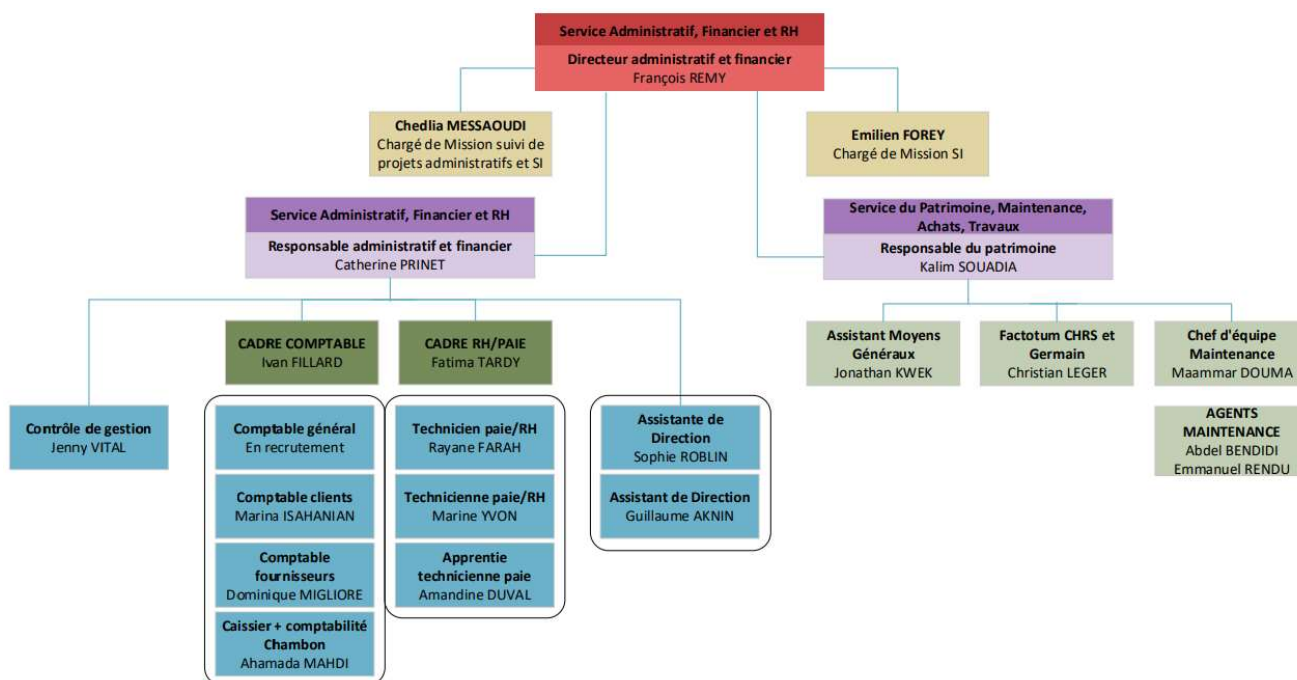 Service Administratif, Financier et RH
Directeur administratif et financier
François REMY
Chedlia MESSAOUDI
Chargé de Mission suivi de
projets administratifs et SI
Emilien FOREY
Chargé de Mission SI
Service Administratif, Financier et RH
Responsable administratif et financier
Catherine PRINET
Service du Patrimoine, Maintenance,
Achats, Travaux
Responsable du patrimoine
Kalim SOUADIA
CADRE COMPTABLE
Ivan FILLARD
CADRE RH/PAIE
Fatima TARDY
Assistant Moyens
Généraux
Jonathan KWEK
Factotum CHRS et
Germain
Christian LEGER
Chef d'équipe
Maintenance
Maammar DOUMA
Contrôle de gestion
Jenny VITAL
Comptable général
En recrutement
Comptable clients
Marina ISAHANIAN
Comptable
fournisseurs
Dominique MIGLIORE
Caissier + comptabilité
Chambon
Ahamada MAHDI
Technicien paie/RH
Rayane FARAH
Technicienne paie/RH
Marine YVON
Apprentie
technicienne paie
Amandine DUVAL
Assistante de
Direction
Sophie ROBLIN
Assistant de Direction
Guillaume AKNIN
AGENTS
MAINTENANCE
Abdel BENDIDI
Emmanuel RENDU